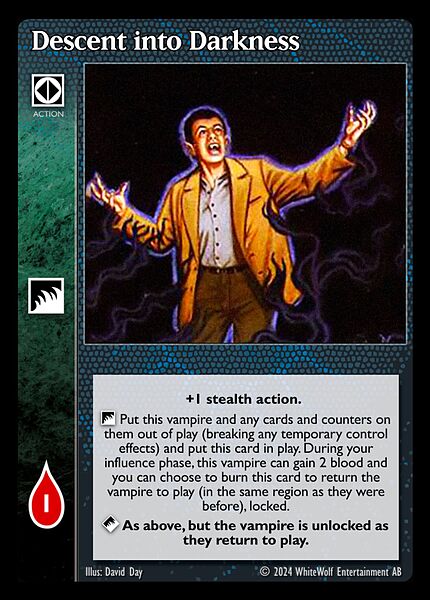 Descent into Darkness
ACTION
+1 stealth action.
Put this vampire and any cards and counters on
them out of play (breaking any temporary control
effects) and put this card in play. During your
influence phase, this vampire can gain 2 blood and
you can choose to burn this card to return the
vampire to play (in the same region as they were
before), locked.
As above, but the vampire is unlocked as
they return to play.
1
Illus: David Day
© 2024 WhiteWolf Entertainment AB